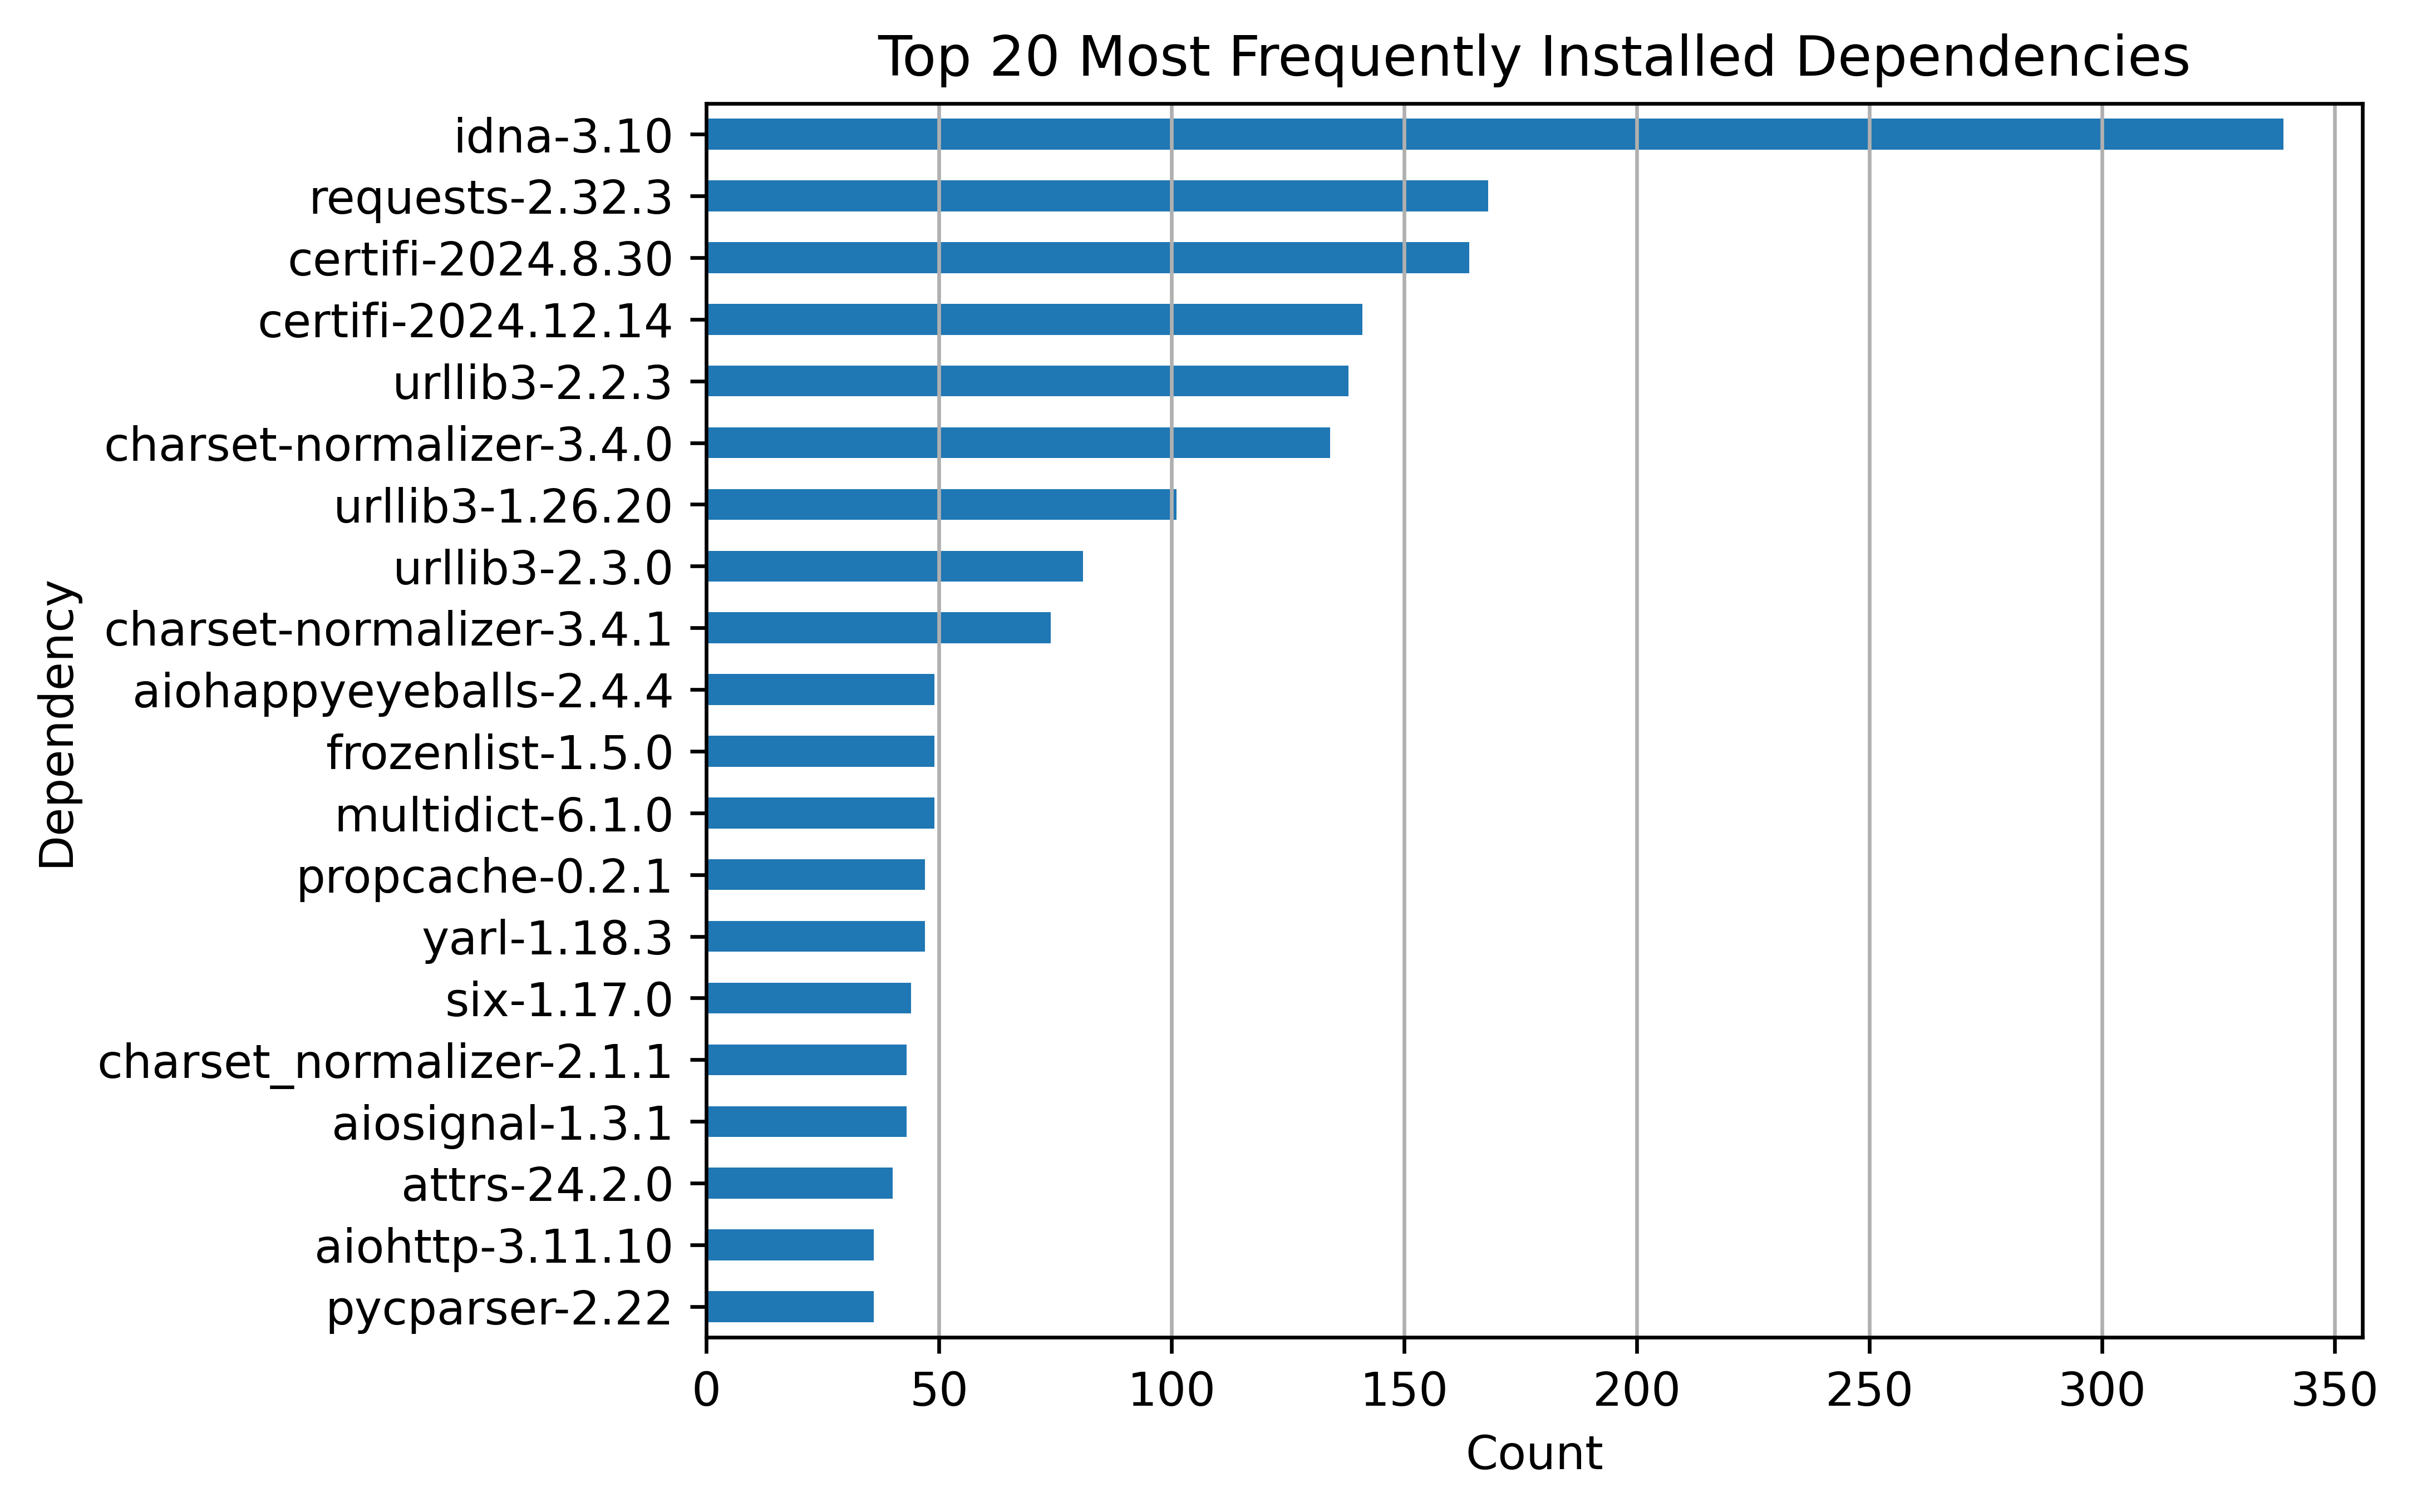 Top 20 Most Frequently Installed Dependencies
idna-3.10
requests-2.32.3
certifi-2024.8.30
certifi-2024.12.14
urllib3-2.2.3
charset-normalizer-3.4.0
urllib3-1.26.20
urllib3-2.3.0
charset-normalizer-3.4.1
aiohappyeyeballs-2.4.4
frozenlist-1.5.0
multidict-6.1.0
propcache-0.2.1
yarl-1.18.3
six-1.17.0
charset_normalizer-2.1.1
aiosignal-1.3.1
attrs-24.2.0
aiohttp-3.11.10
pycparser-2.22
Dependency
0 50 100 150 200 250 300 350
Count